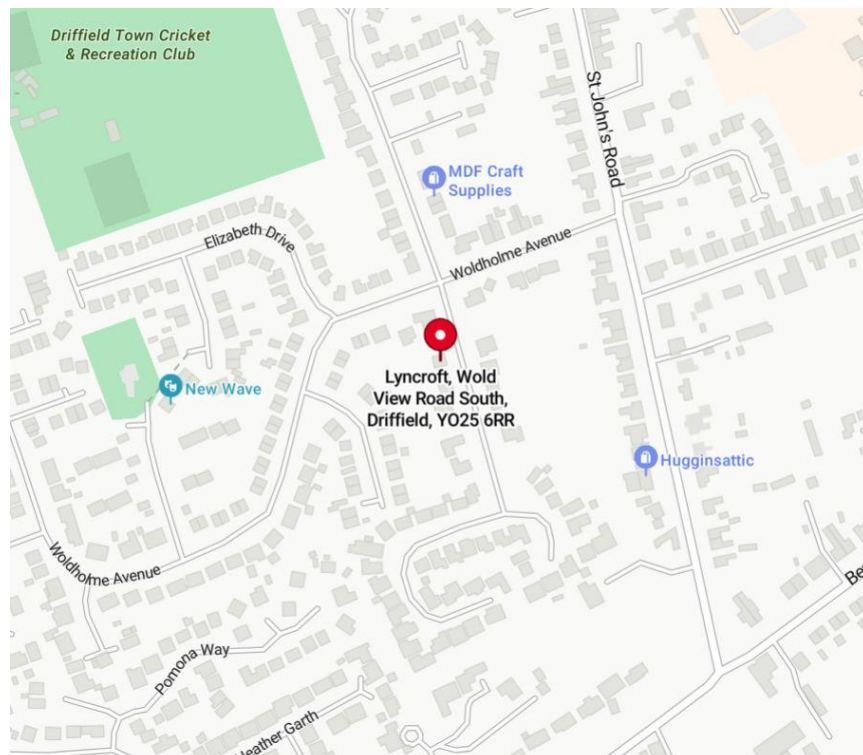 Driffield Town Cricket
& Recreation Club
St John's Road
MDF Craft
Supplies
Elizabeth Drive
Woldholme Avenue
Lyncroft, Wold
View Road South,
Driffield, YO25 6RR
New Wave
Hugginsattic
Woldholme Avenue
Be
Pomona Way
Heather Garth